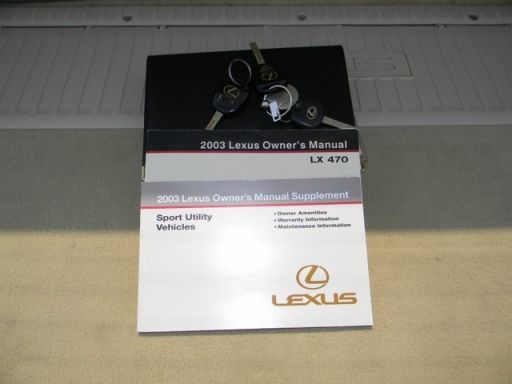 2003 Lexus Owner's Manual
LX 470
2003 Lexus Owner's Manual Supplement
Sport Utility
Vehicles
• Owner Amenities
• Warranty Information
• Maintenance Information
LEXUS